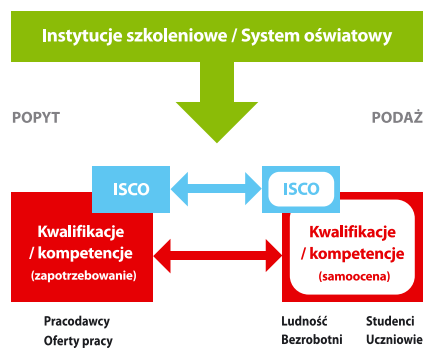 Instytucje szkoleniowe / System oświatowy
POPYT
PODAŻ
ISCO
ISCO
Kwalifikacje
/ kompetencje
(zapotrzebowanie)
Kwalifikacje
/ kompetencje
(samoocena)
Pracodawcy
Oferty pracy
Ludność
Bezrobotni
Studenci
Uczniowie